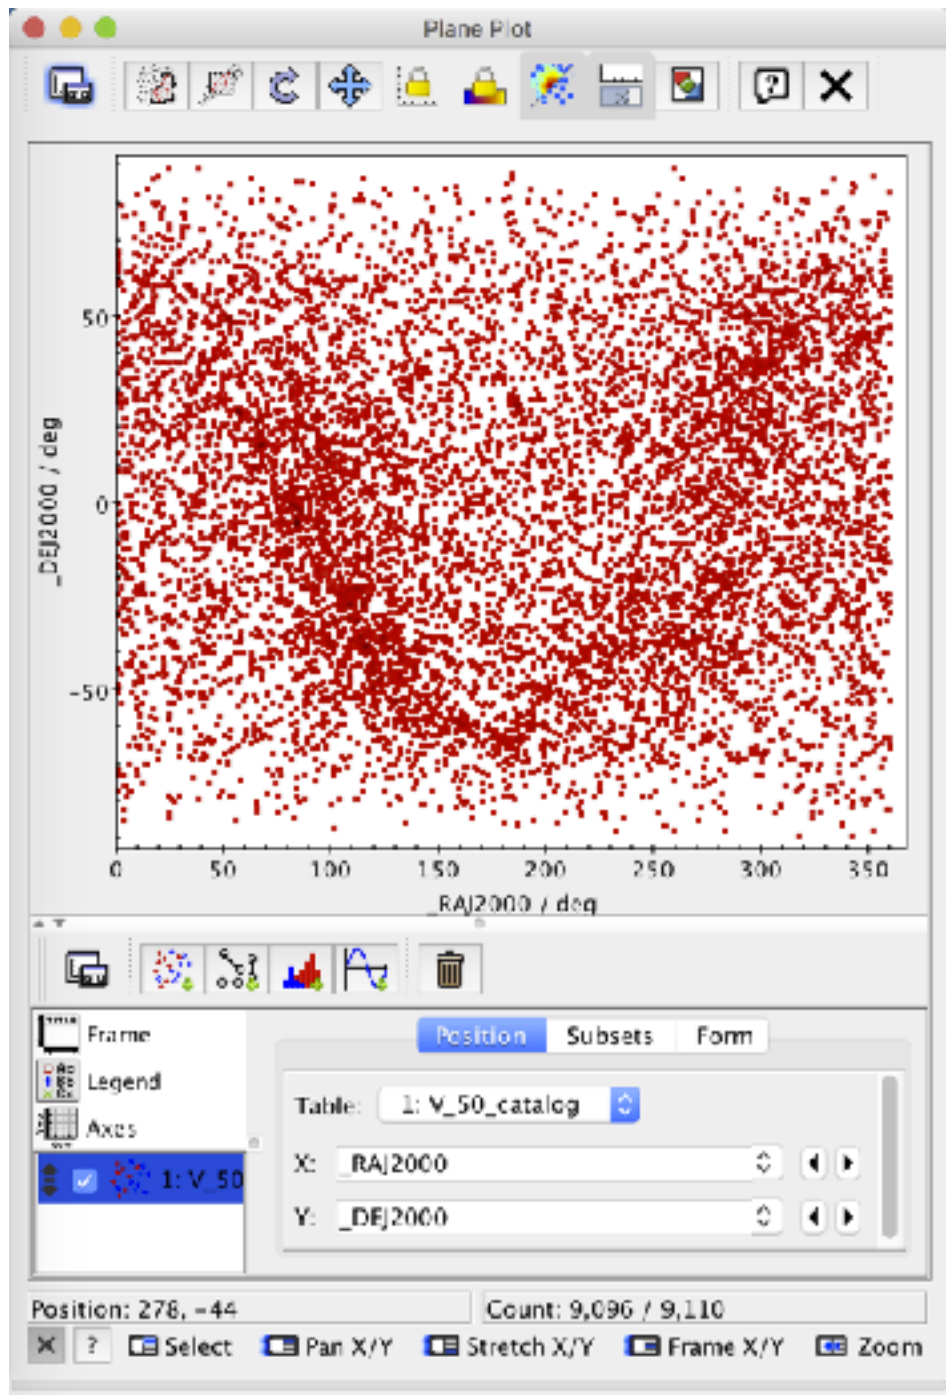 Plane Plot
50
0
-50
_DEJ2000 / deg
0 50 100 150 200 250 300 350
_RAJ2000 / deg
Frame
Legend
Axes
1: V_50
Position Subsets Form
Table: 1: V_50_catalog
X: _RAJ2000
Y: _DEJ2000
Position: 278, -44 Count: 9,096 / 9,110
Select Pan X/Y Stretch X/Y Frame X/Y Zoom